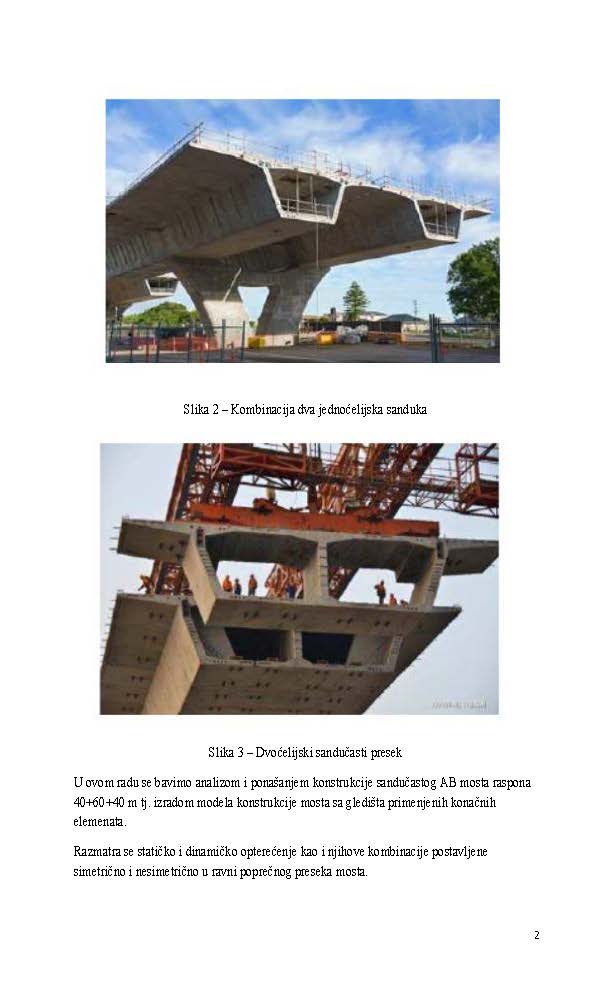 Slika 2 – Kombinacija dva jednoćelijska sanduka
Slika 3 – Dvoćelijski sandučasti presek
U ovom radu se bavimo analizom i ponašanjem konstrukcije sandučastog AB mosta raspona
40+60+40 m tj. izradom modela konstrukcije mosta sa gledišta primenjenih konačnih
elemenata.
Razmatra se statičko i dinamičko opterećenje kao i njihove kombinacije postavljene
simetrično i nesimetrično u ravni poprečnog preseka mosta.
2